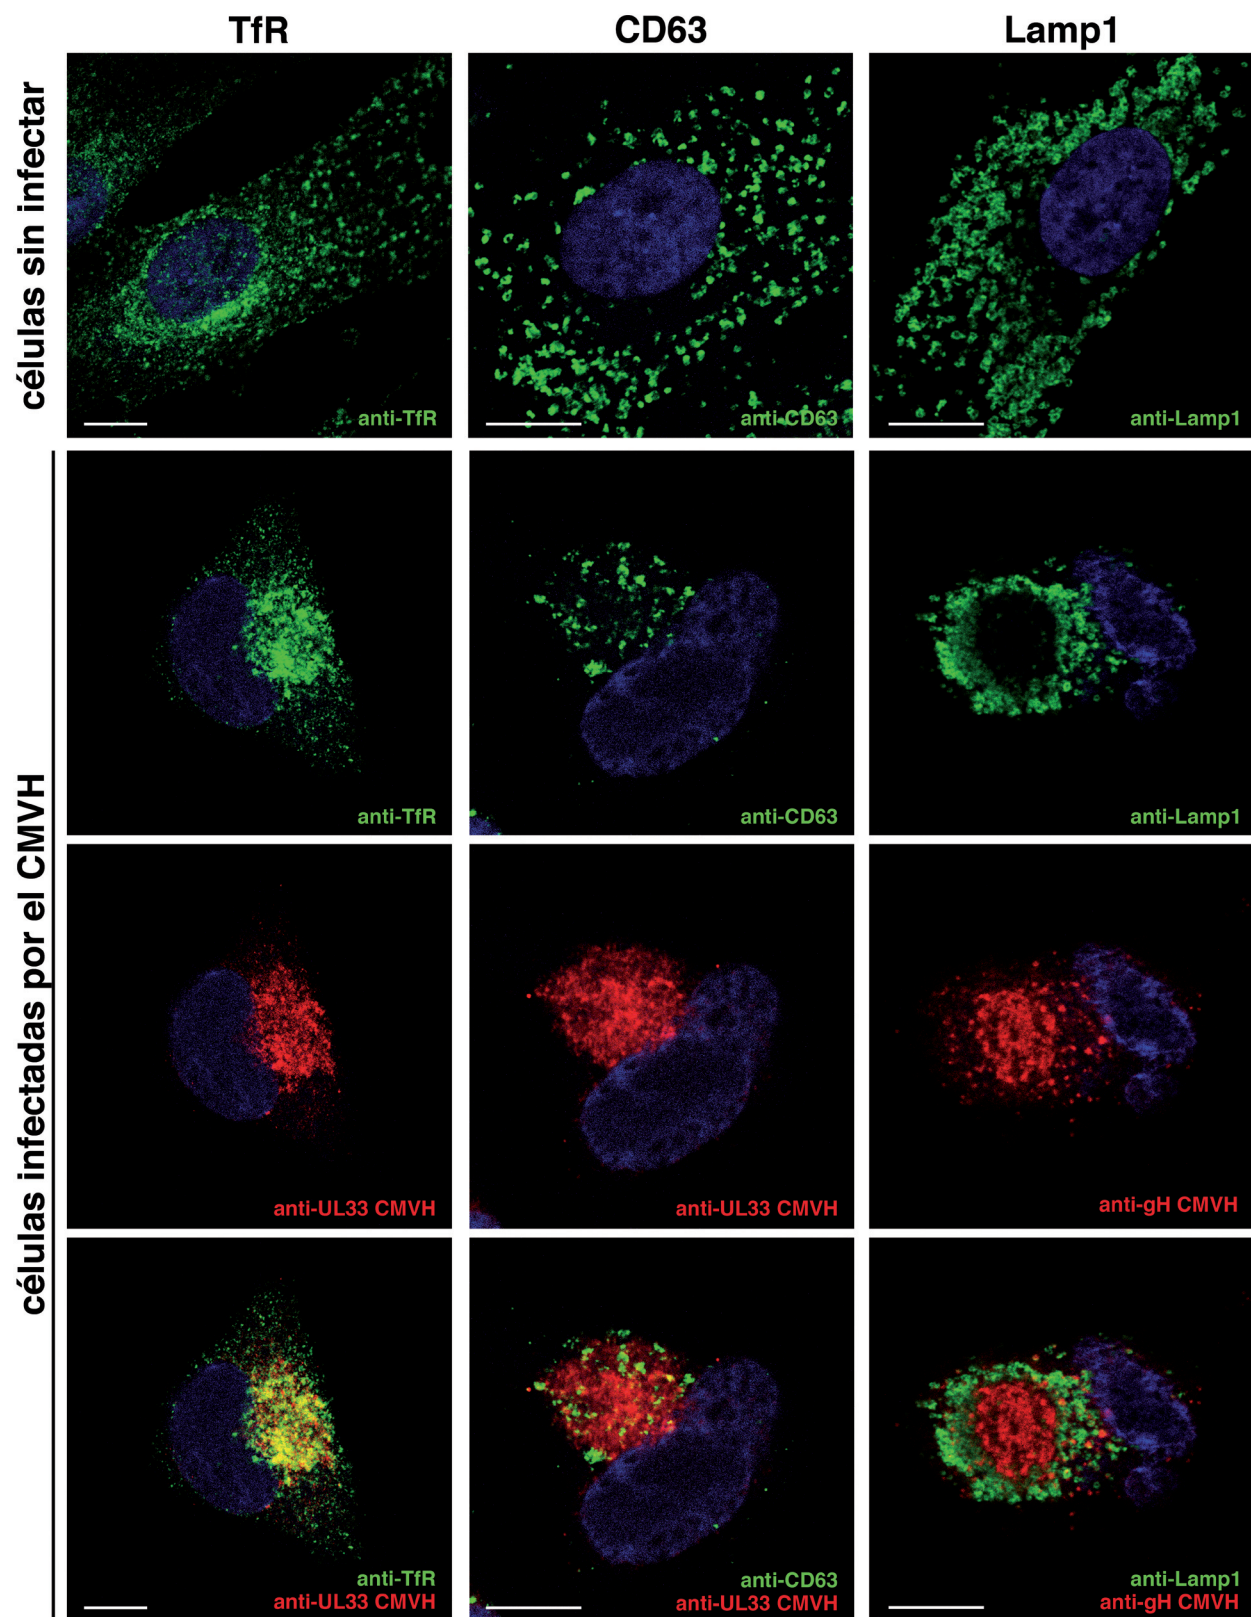 TfR
CD63
Lamp1
células sin infectar
anti-TfR
anti-CD63
anti-Lamp1
células infectadas por el CMVH
anti-TfR
anti-CD63
anti-Lamp1
anti-UL33 CMVH
anti-UL33 CMVH
anti-gH CMVH
anti-TfR
anti-UL33 CMVH
anti-CD63
anti-UL33 CMVH
anti-Lamp1
anti-gH CMVH